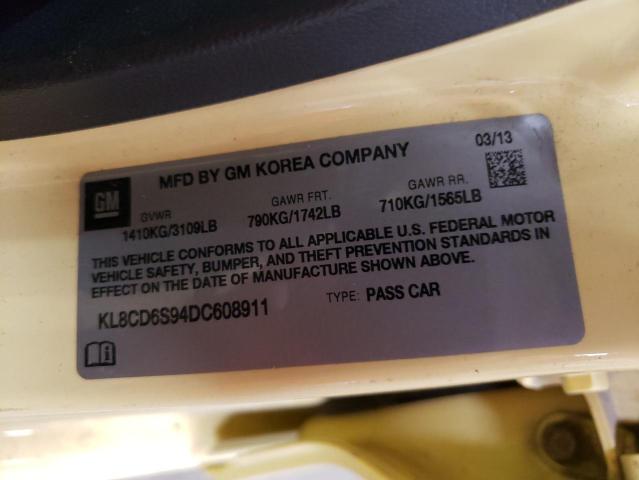 03/13
MFD BY GM KOREA COMPANY
GM
GVWR GAWR FRT. GAWR RR.
1410KG/3109LB 790KG/1742LB 710KG/1565LB
THIS VEHICLE CONFORMS TO ALL APPLICABLE U.S. FEDERAL MOTOR
VEHICLE SAFETY, BUMPER, AND THEFT PREVENTION STANDARDS IN
EFFECT ON THE DATE OF MANUFACTURE SHOWN ABOVE.
KL8CD6S94DC608911 TYPE: PASS CAR